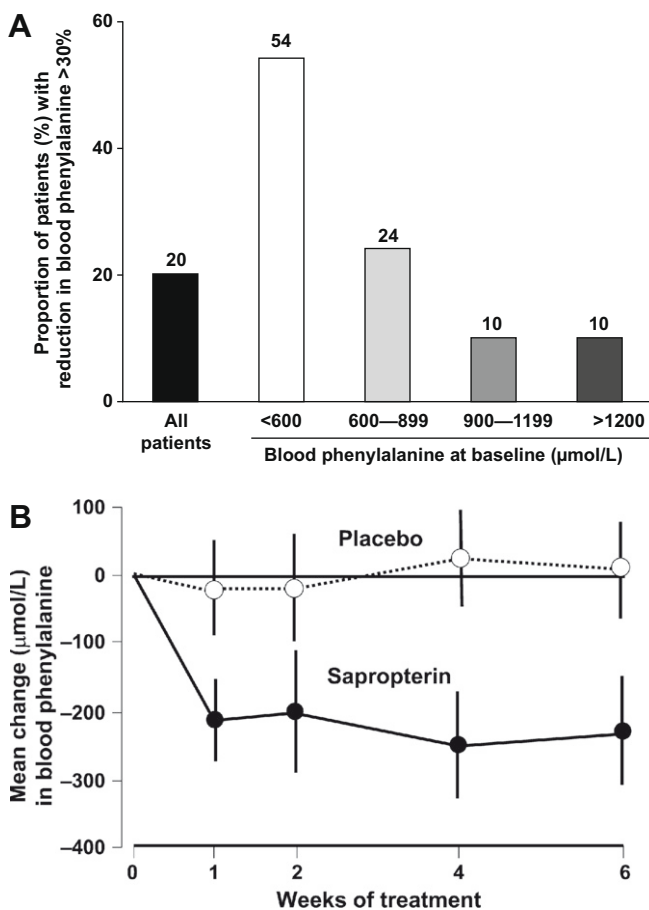 A
Proportion of patients (%) with
reduction in blood phenylalanine >30%
60
40
20
0
20
54
24
10
10
All
patients
<600
600—899
900—1199
>1200
Blood phenylalanine at baseline (µmol/L)
B
Mean change (µmol/L)
in blood phenylalanine
100
0
–100
–200
–300
–400
Placebo
Sapropterin
0
1
2
4
6
Weeks of treatment